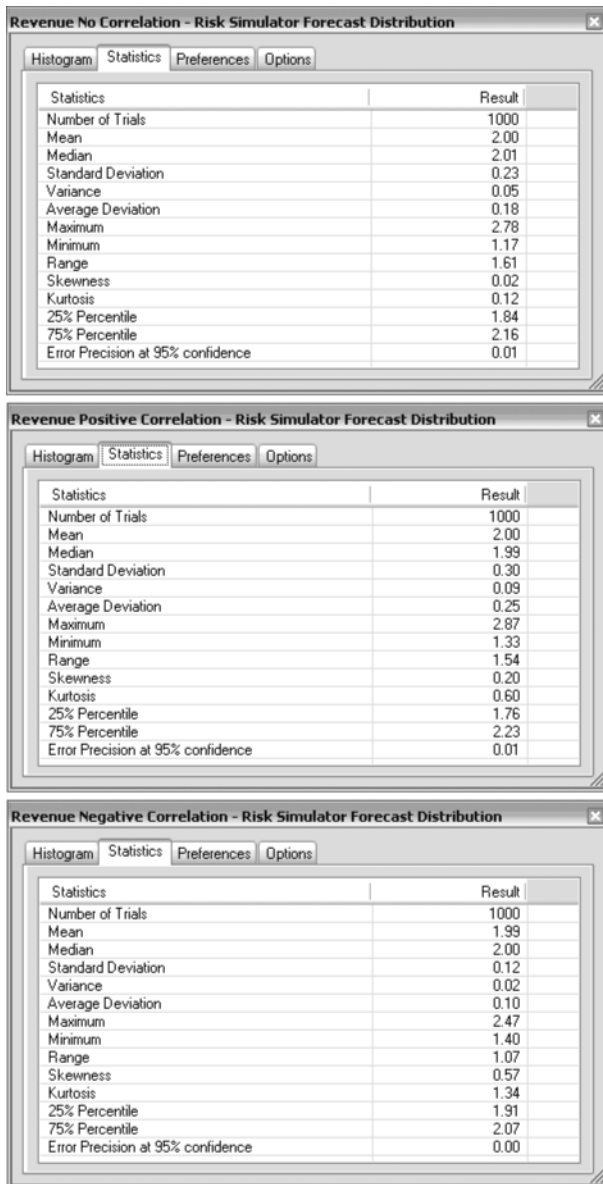 Revenue No Correlation - Risk Simulator Forecast Distribution
Histogram Statistics Preferences Options
Statistics Result
Number of Trials 1000
Mean 2.00
Median 2.01
Standard Deviation 0.23
Variance 0.05
Average Deviation 0.18
Maximum 2.78
Minimum 1.17
Range 1.61
Skewness 0.02
Kurtosis 0.12
25% Percentile 1.84
75% Percentile 2.16
Error Precision at 95% confidence 0.01
Revenue Positive Correlation - Risk Simulator Forecast Distribution
Histogram Statistics Preferences Options
Statistics Result
Number of Trials 1000
Mean 2.00
Median 1.99
Standard Deviation 0.30
Variance 0.09
Average Deviation 0.25
Maximum 2.87
Minimum 1.33
Range 1.54
Skewness 0.20
Kurtosis 0.60
25% Percentile 1.76
75% Percentile 2.23
Error Precision at 95% confidence 0.01
Revenue Negative Correlation - Risk Simulator Forecast Distribution
Histogram Statistics Preferences Options
Statistics Result
Number of Trials 1000
Mean 1.99
Median 2.00
Standard Deviation 0.12
Variance 0.02
Average Deviation 0.10
Maximum 2.47
Minimum 1.40
Range 1.07
Skewness 0.57
Kurtosis 1.34
25% Percentile 1.91
75% Percentile 2.07
Error Precision at 95% confidence 0.00